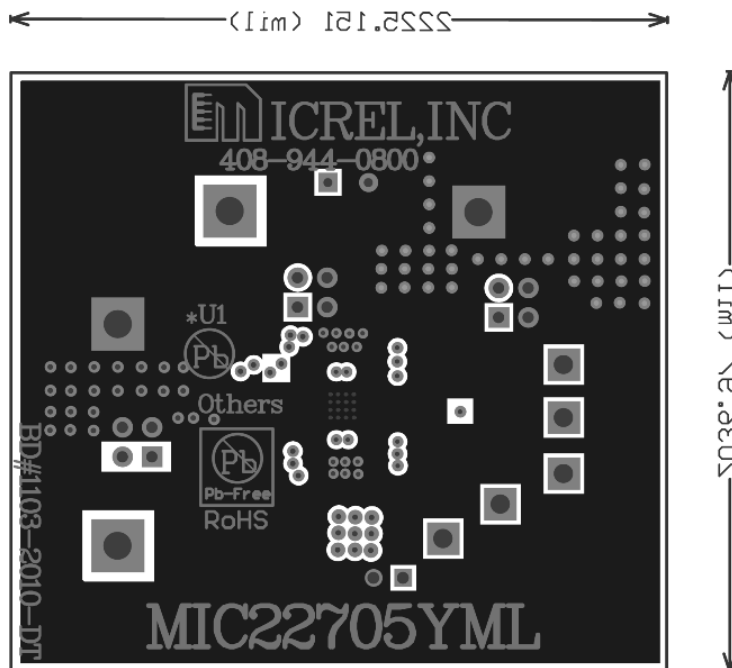 2225.151 (mil)
MICREL,INC
408-944-0800
*U1
Pb
Others
Pb
Pb-Free
RoHS
BD#1103-2010-DT
MIC22705YML
2036.97 (mil)